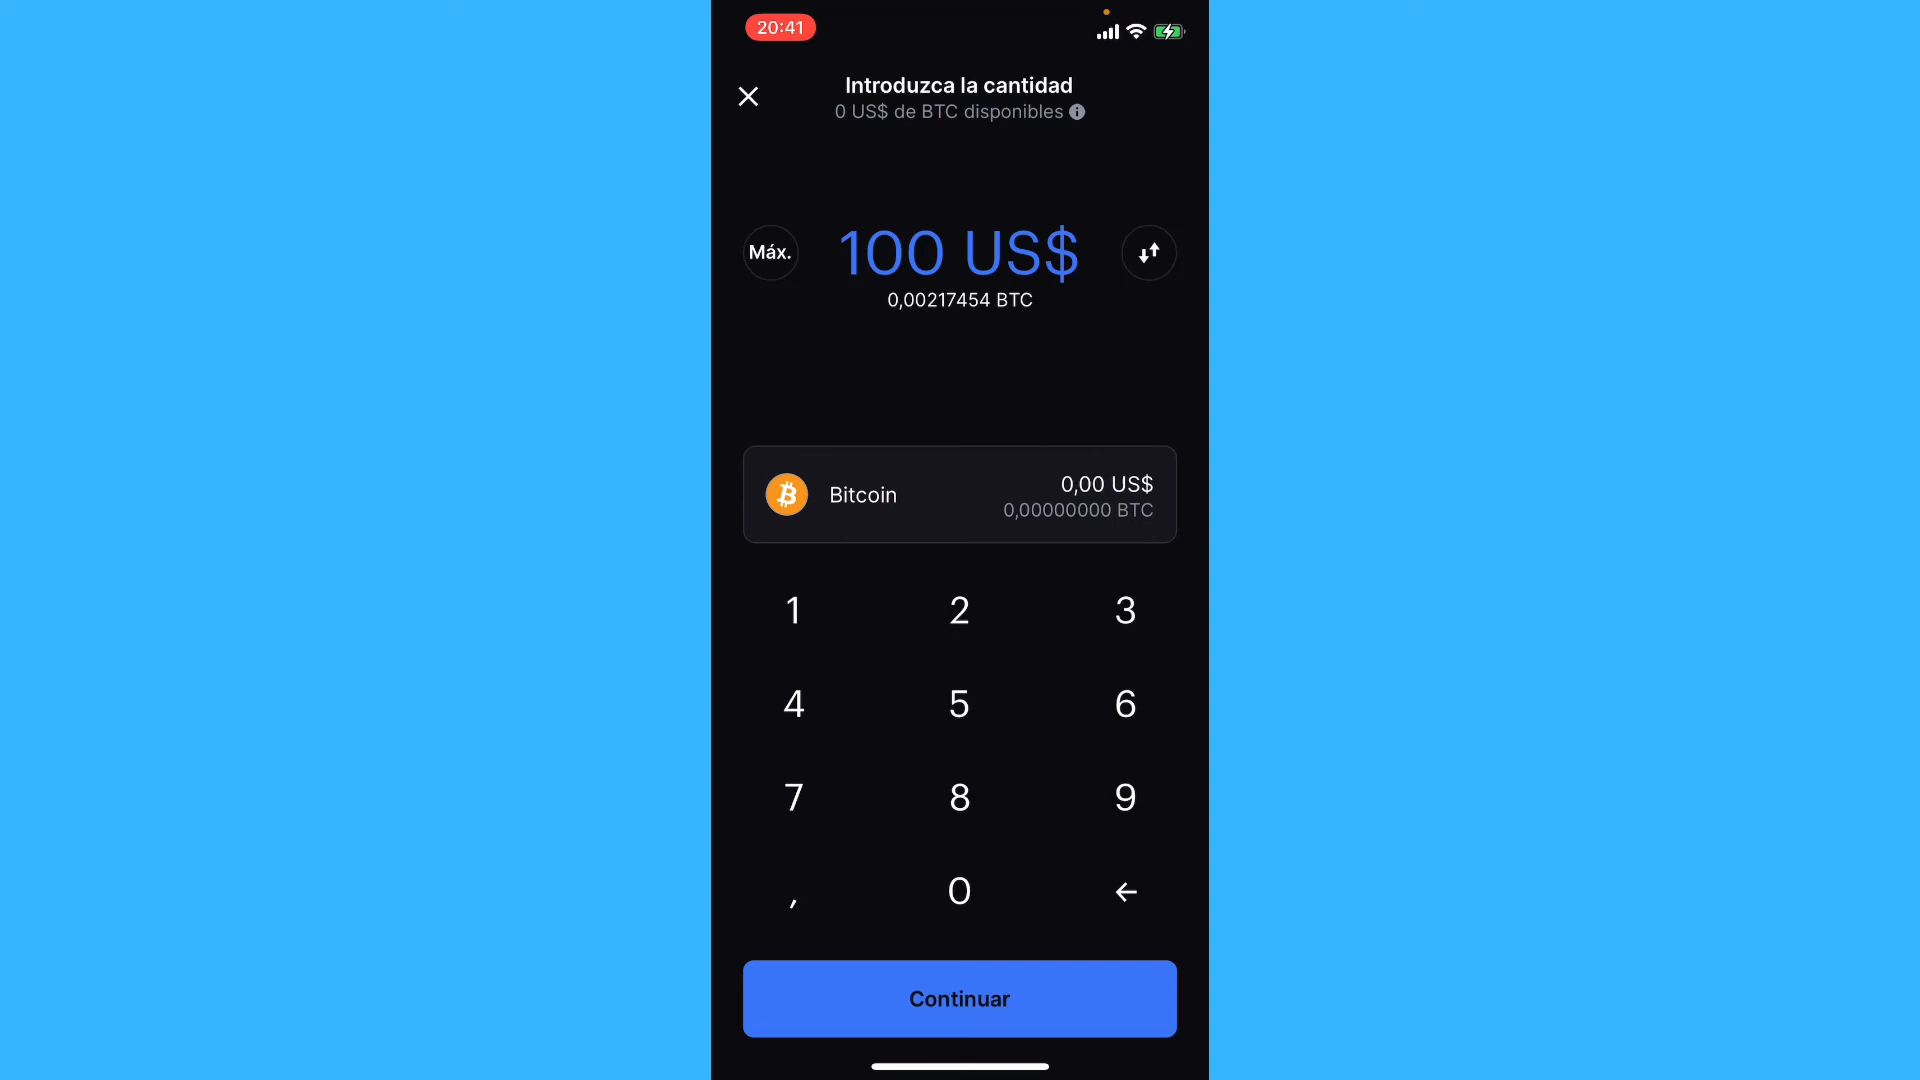 20:41
Introduzca la cantidad
0 US$ de BTC disponibles
Máx.
100 US$
0,00217454 BTC
Bitcoin
0,00 US$
0,00000000 BTC
1 2 3
4 5 6
7 8 9
, 0
Continuar